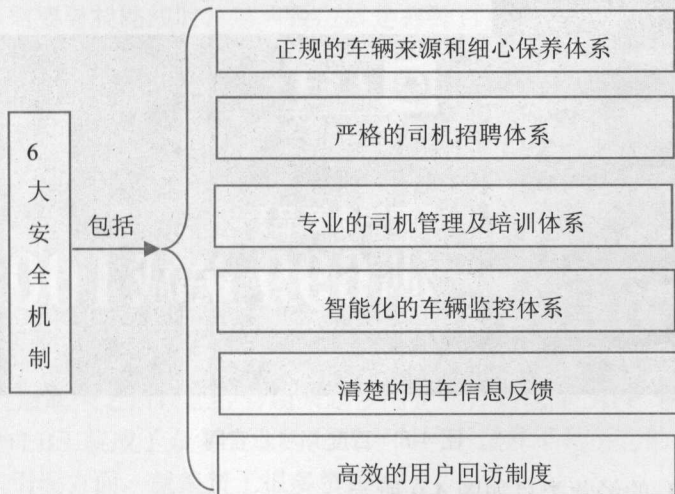 6大安全机制
包括
正规的车辆来源和细心保养体系
严格的司机招聘体系
专业的司机管理及培训体系
智能化的车辆监控体系
清楚的用车信息反馈
高效的用户回访制度